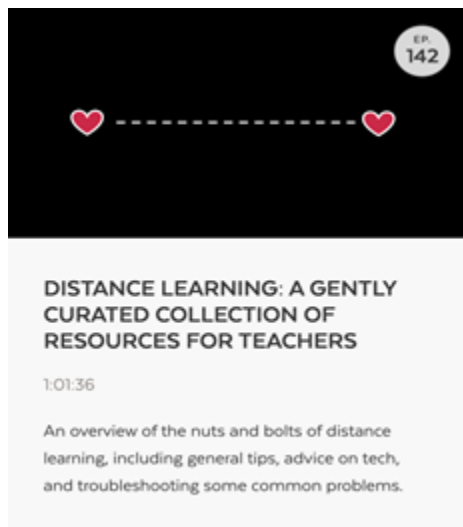 EP.
142
DISTANCE LEARNING: A GENTLY
CURATED COLLECTION OF
RESOURCES FOR TEACHERS
1:01:36
An overview of the nuts and bolts of distance
learning, including general tips, advice on tech,
and troubleshooting some common problems.